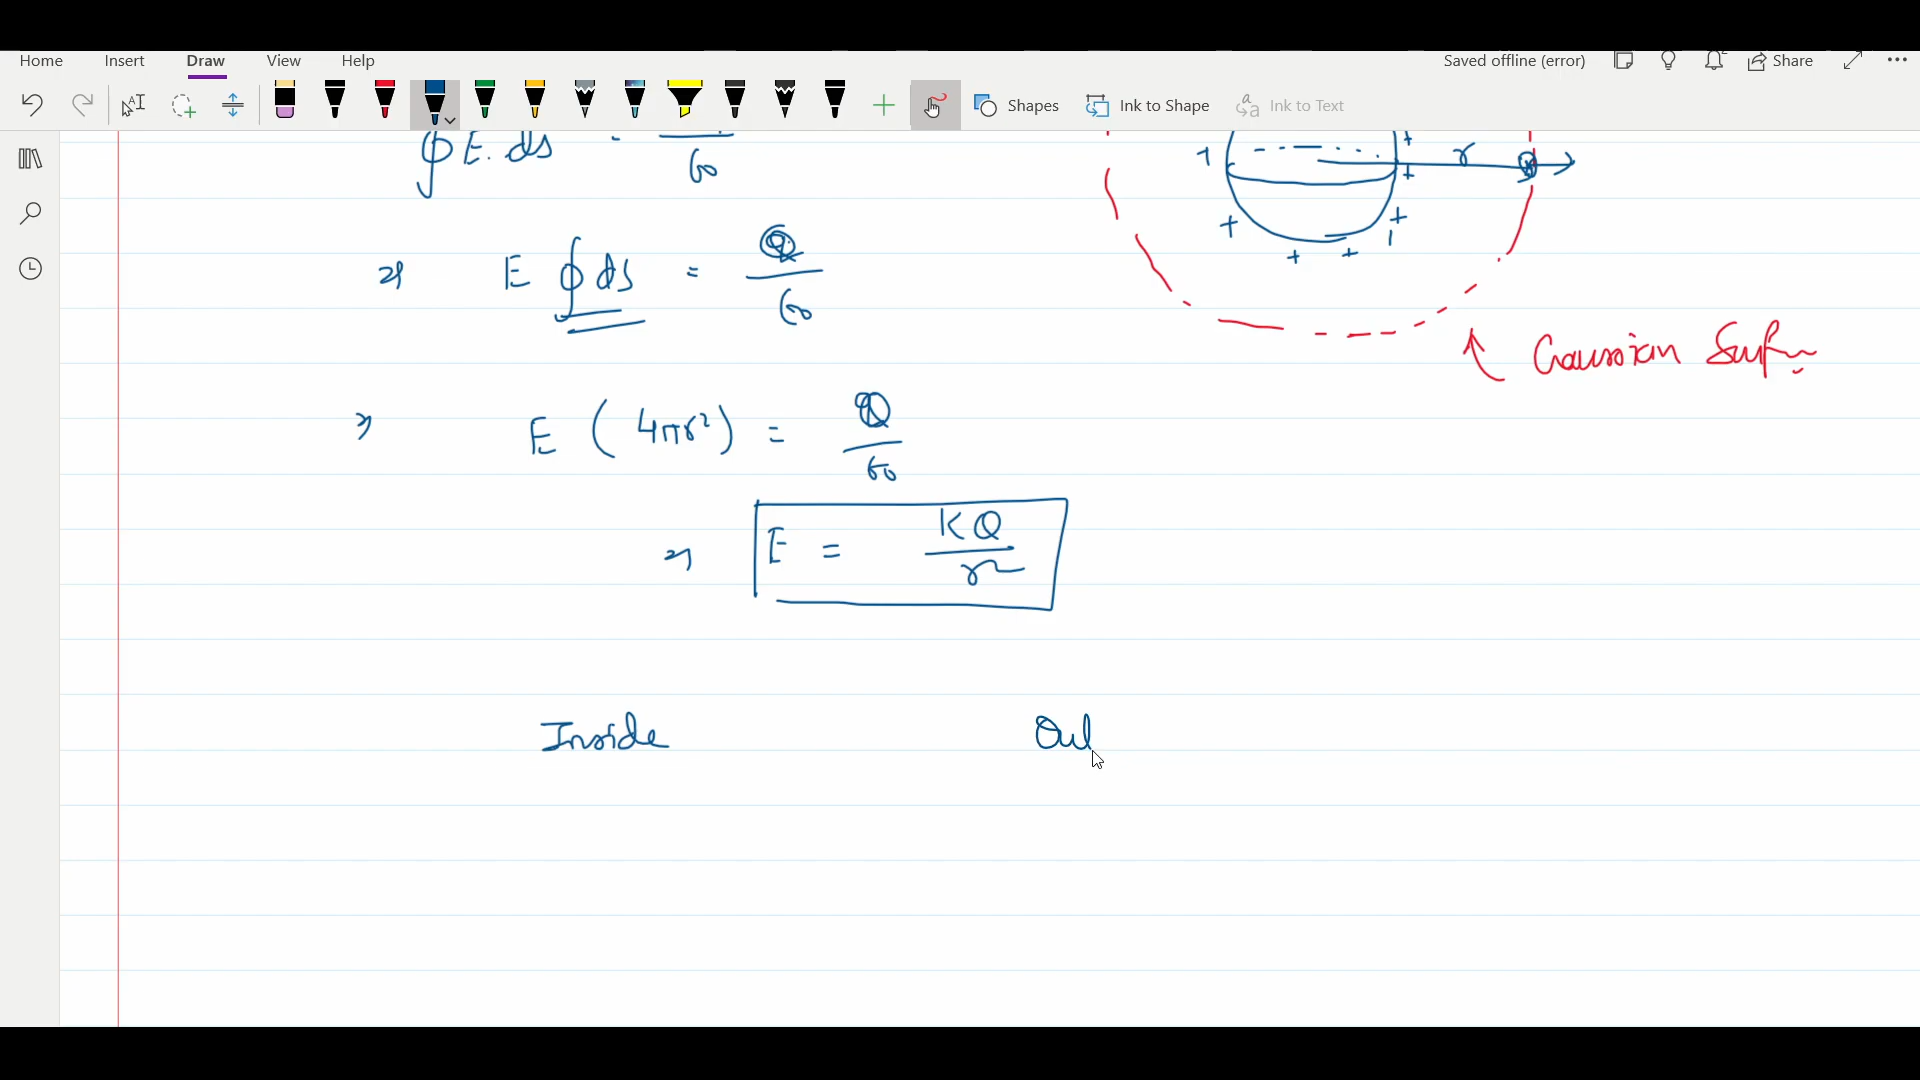 Home Insert Draw View Help Saved offline (error) Share
Shapes Ink to Shape Ink to Text
∮ E. ds = / ϵ₀
r
⇒ E ∮ ds = Q / ϵ₀
Gaussian
⇒ E (4πr²) = Q / ϵ₀
⇒ E = KQ / r²
Inside Out